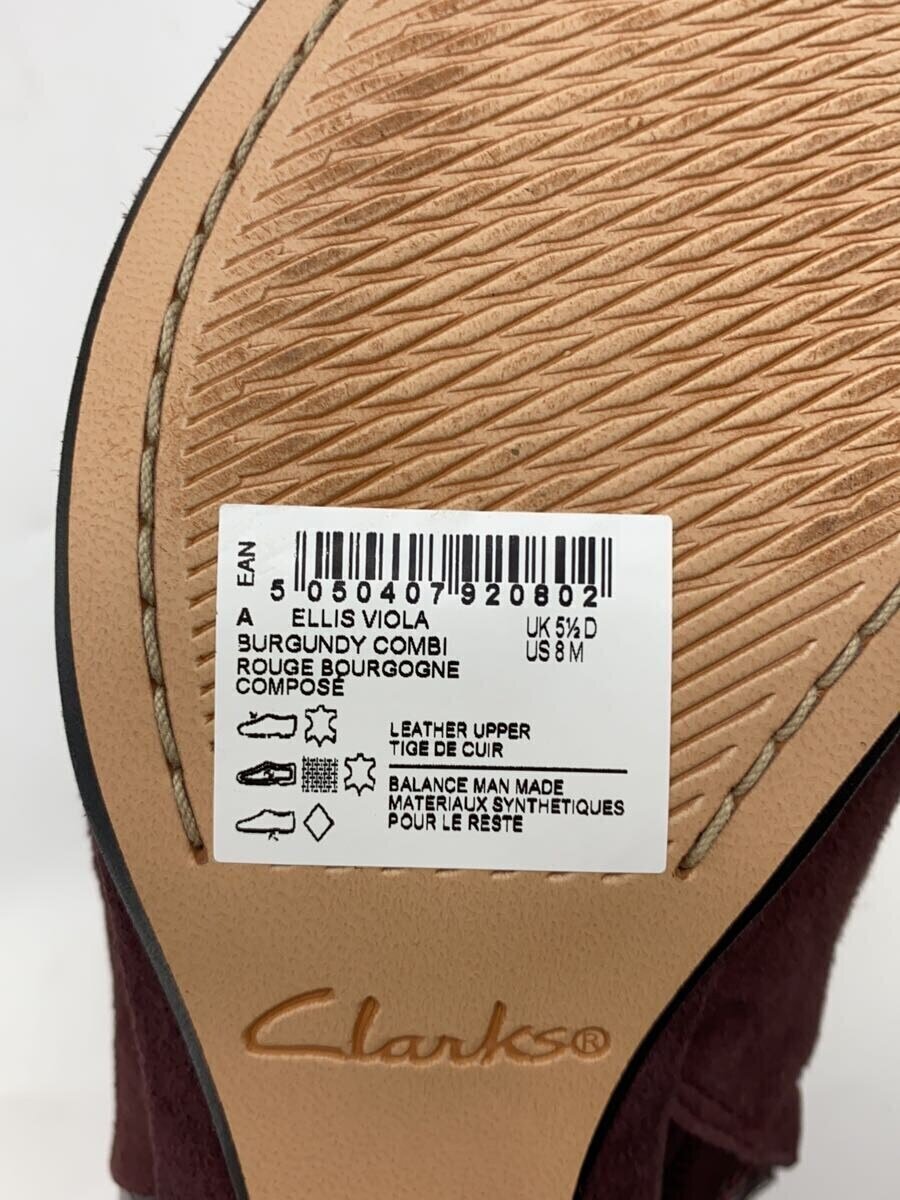 EAN
5 050407 920802
A ELLIS VIOLA
BURGUNDY COMBI
ROUGE BOURGOGNE
COMPOSÉ
UK 5½ D
US 8 M
LEATHER UPPER
TIGE DE CUIR
BALANCE MAN MADE
MATERIAUX SYNTHETIQUES
POUR LE RESTE
Clarks®